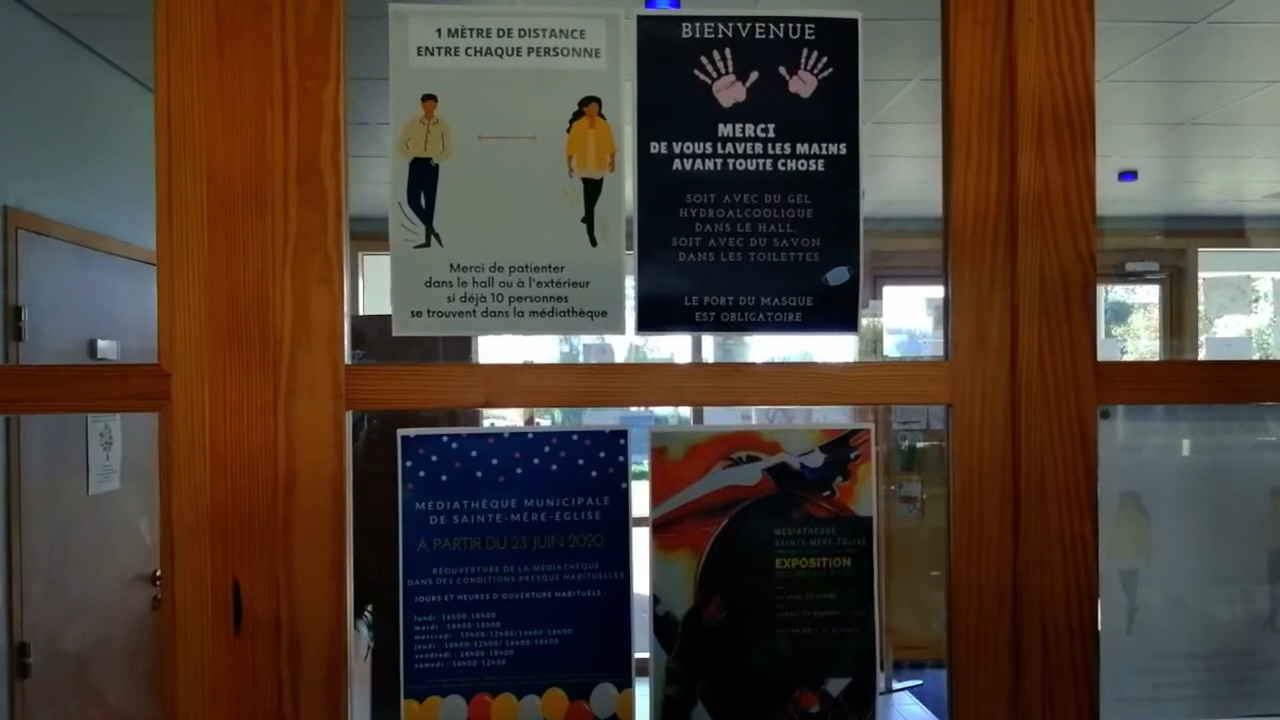 1 MÈTRE DE DISTANCE
ENTRE CHAQUE PERSONNE
Merci de patienter
dans le hall ou à l'extérieur
si déjà 10 personnes
se trouvent dans la médiathèque
BIENVENUE
MERCI
DE VOUS LAVER LES MAINS
AVANT TOUTE CHOSE
SOIT AVEC DU GEL
HYDROALCOOLIQUE
DANS LE HALL,
SOIT AVEC DU SAVON
DANS LES TOILETTES
LE PORT DU MASQUE
EST OBLIGATOIRE
MÉDIATHÈQUE MUNICIPALE
DE SAINTE-MÈRE-ÉGLISE
À PARTIR DU 23 JUIN 2020
RÉOUVERTURE DE LA MÉDIATHÈQUE
DANS DES CONDITIONS PRESQUE HABITUELLES
JOURS ET HEURES D'OUVERTURE HABITUELS :
lundi : 16h00-18h00
mardi : 16h00-18h00
mercredi : 10h00-12h00/14h00-18h00
jeudi : 10h00-12h00/ 16h00-18h00
vendredi : 16h00-18h00
samedi : 10h00-12h00
MÉDIATHÈQUE
SAINTE-MÈRE-ÉGLISE
EXPOSITION